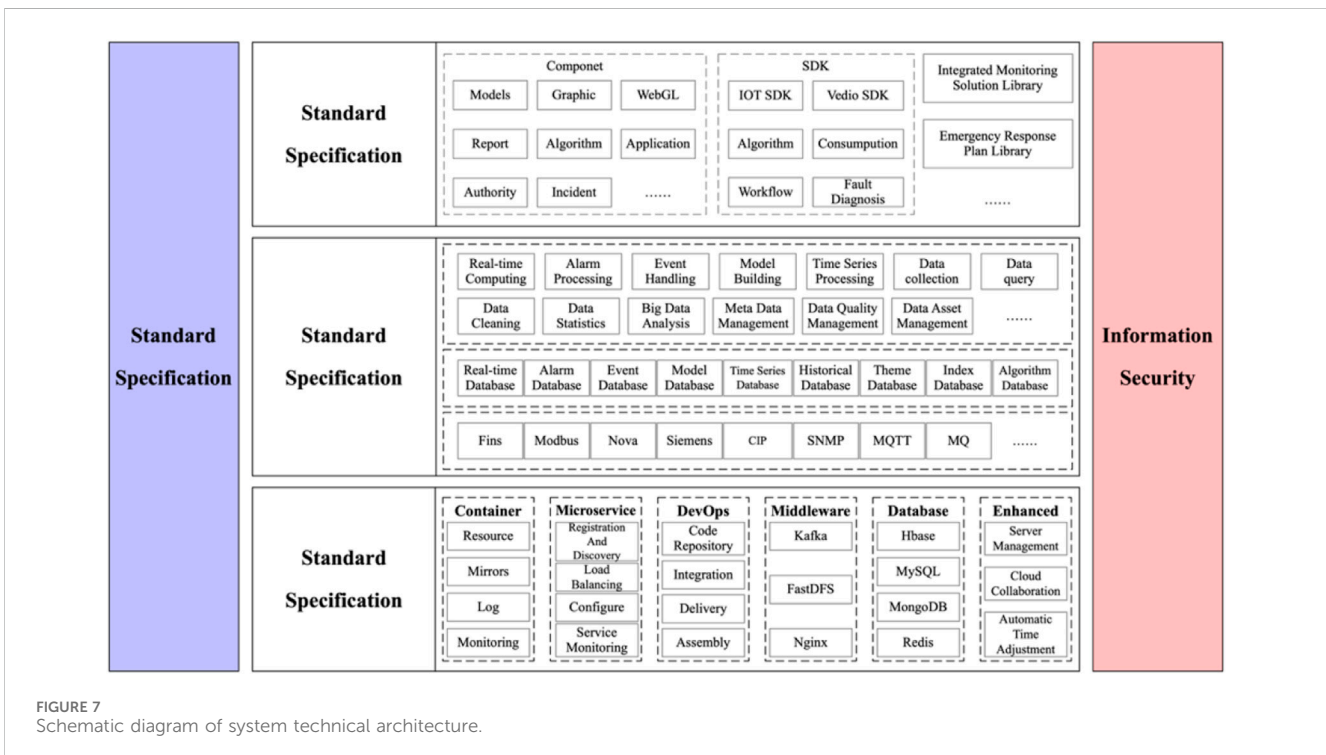 Standard
Specification
Standard
Specification
Componet
Models
Graphic
WebGL
Report
Algorithm
Application
Authority
Incident
......
SDK
IOT SDK
Vedio SDK
Algorithm
Consumpution
Workflow
Fault
Diagnosis
Integrated Monitoring
Solution Library
Emergency Response
Plan Library
......
Standard
Specification
Real-time
Computing
Alarm
Processing
Event
Handling
Model
Building
Time Series
Processing
Data
collection
Data
query
Data
Cleaning
Data
Statistics
Big Data
Analysis
Meta Data
Management
Data Quality
Management
Data Asset
Management
......
Real-time
Database
Alarm
Database
Event
Database
Model
Database
Time Series
Database
Historical
Database
Theme
Database
Index
Database
Algorithm
Database
Fins
Modbus
Nova
Siemens
CIP
SNMP
MQTT
MQ
......
Standard
Specification
Container
Resource
Mirrors
Log
Monitoring
Microservice
Registration
And
Discovery
Load
Balancing
Configure
Service
Monitoring
DevOps
Code
Repository
Integration
Delivery
Assembly
Middleware
Kafka
FastDFS
Nginx
Database
Hbase
MySQL
MongoDB
Redis
Enhanced
Server
Management
Cloud
Collaboration
Automatic
Time
Adjustment
Information
Security
FIGURE 7
Schematic diagram of system technical architecture.